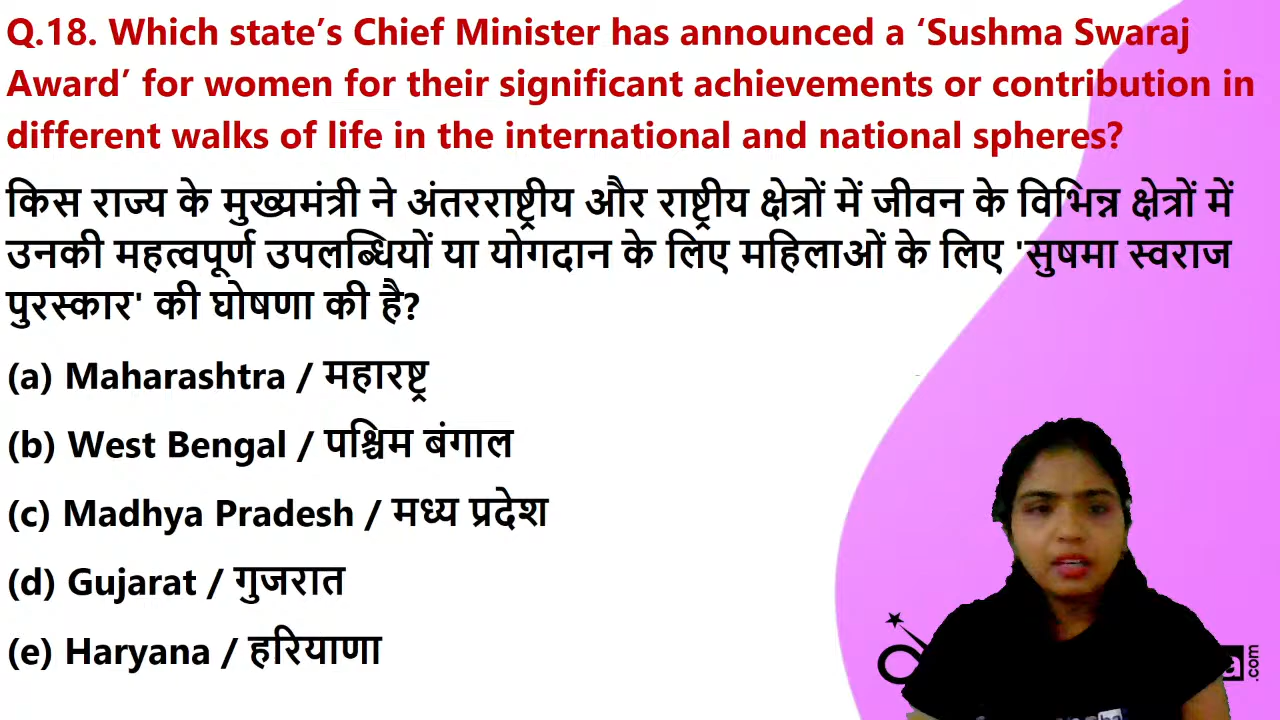 Q.18. Which state’s Chief Minister has announced a ‘Sushma Swaraj
Award’ for women for their significant achievements or contribution in
different walks of life in the international and national spheres?
किस राज्य के मुख्यमंत्री ने अंतरराष्ट्रीय और राष्ट्रीय क्षेत्रों में जीवन के विभिन्न क्षेत्रों में
उनकी महत्वपूर्ण उपलब्धियों या योगदान के लिए महिलाओं के लिए 'सुषमा स्वराज
पुरस्कार' की घोषणा की है?
(a) Maharashtra / महाराष्ट्र
(b) West Bengal / पश्चिम बंगाल
(c) Madhya Pradesh / मध्य प्रदेश
(d) Gujarat / गुजरात
(e) Haryana / हरियाणा
.com